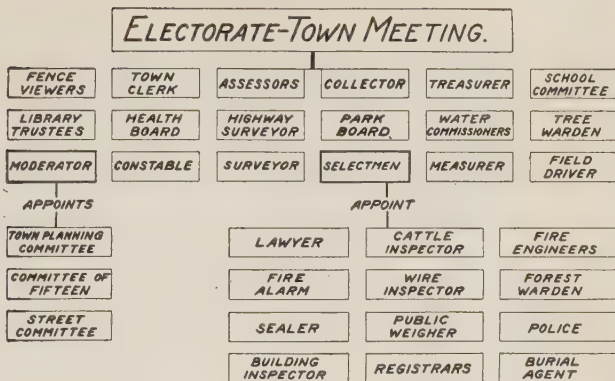 ELECTORATE-TOWN MEETING.
FENCE VIEWERS
TOWN CLERK
ASSESSORS
COLLECTOR
TREASURER
SCHOOL COMMITTEE
LIBRARY TRUSTEES
HEALTH BOARD
HIGHWAY SURVEYOR
PARK BOARD
WATER COMMISSIONERS
TREE WARDEN
MODERATOR
CONSTABLE
SURVEYOR
SELECTMEN
MEASURER
FIELD DRIVER
APPOINTS
APPOINT
TOWN PLANNING COMMITTEE
LAWYER
CATTLE INSPECTOR
FIRE ENGINEERS
COMMITTEE OF FIFTEEN
FIRE ALARM
WIRE INSPECTOR
FOREST WARDEN
STREET COMMITTEE
SEALER
PUBLIC WEIGHER
POLICE
BUILDING INSPECTOR
REGISTRARS
BURIAL AGENT